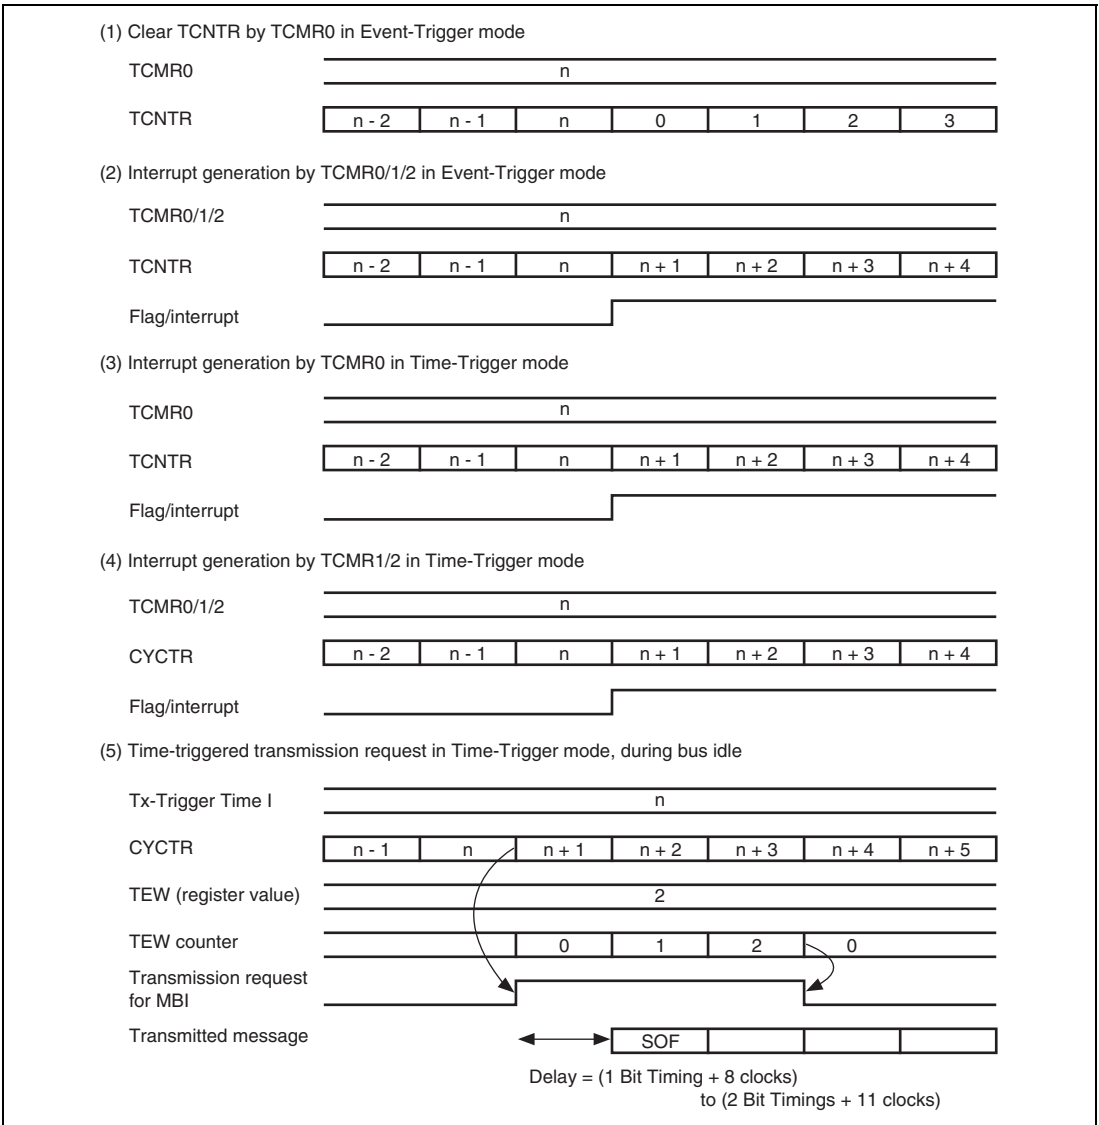 (1) Clear TCNTR by TCMR0 in Event-Trigger mode
TCMR0 n
TCNTR n - 2 n - 1 n 0 1 2 3
(2) Interrupt generation by TCMR0/1/2 in Event-Trigger mode
TCMR0/1/2 n
TCNTR n - 2 n - 1 n n + 1 n + 2 n + 3 n + 4
Flag/interrupt
(3) Interrupt generation by TCMR0 in Time-Trigger mode
TCMR0 n
TCNTR n - 2 n - 1 n n + 1 n + 2 n + 3 n + 4
Flag/interrupt
(4) Interrupt generation by TCMR1/2 in Time-Trigger mode
TCMR0/1/2 n
CYCTR n - 2 n - 1 n n + 1 n + 2 n + 3 n + 4
Flag/interrupt
(5) Time-triggered transmission request in Time-Trigger mode, during bus idle
Tx-Trigger Time I n
CYCTR n - 1 n n + 1 n + 2 n + 3 n + 4 n + 5
TEW (register value) 2
TEW counter 0 1 2 0
Transmission request
for MBI
Transmitted message SOF
Delay = (1 Bit Timing + 8 clocks)
to (2 Bit Timings + 11 clocks)